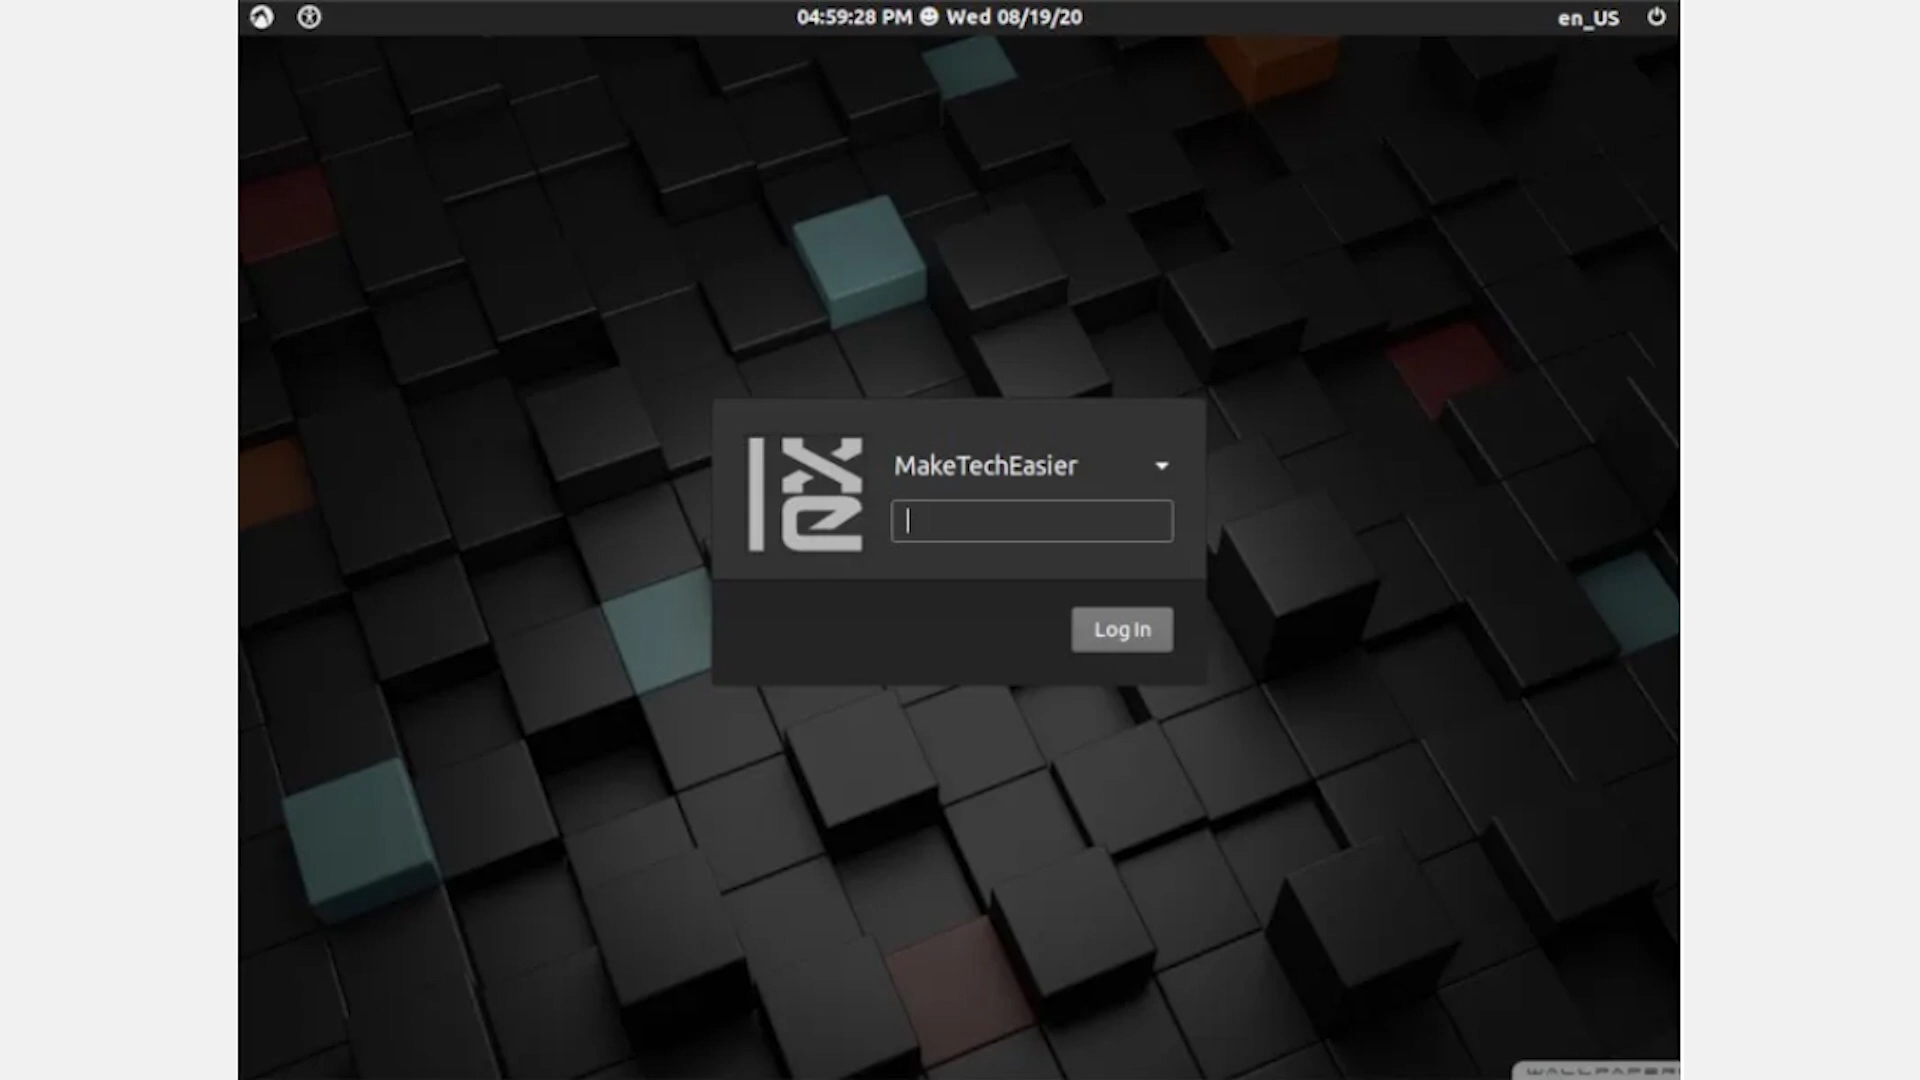 04:59:28 PM ☻ Wed 08/19/20
en_US
MakeTechEasier
Log In